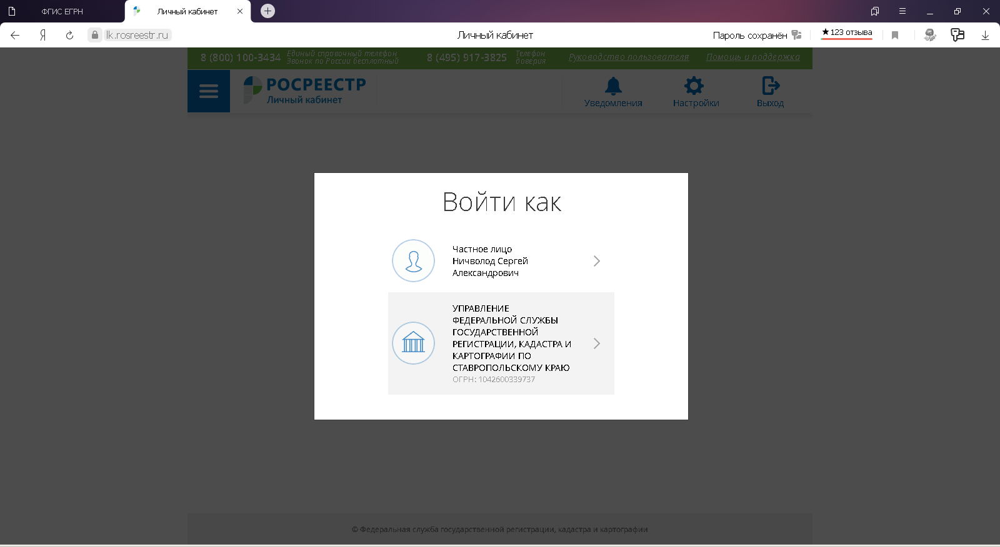 ФГИС ЕГРН
Личный кабинет
lk.rosreestr.ru
Личный кабинет
Пароль сохранён
★123 отзыва
8 (800) 100-3434
Единый справочный телефон
Звонок по России бесплатный
8 (495) 917-3825
Телефон
доверия
Руководство пользователя
Помощь и поддержка
РОСРЕЕСТР
Личный кабинет
Уведомления
Настройки
Выход
Войти как
Частное лицо
Ничволод Сергей
Александрович
УПРАВЛЕНИЕ
ФЕДЕРАЛЬНОЙ СЛУЖБЫ
ГОСУДАРСТВЕННОЙ
РЕГИСТРАЦИИ, КАДАСТРА И
КАРТОГРАФИИ ПО
СТАВРОПОЛЬСКОМУ КРАЮ
ОГРН: 1042600339737
© Федеральная служба государственной регистрации, кадастра и картографии